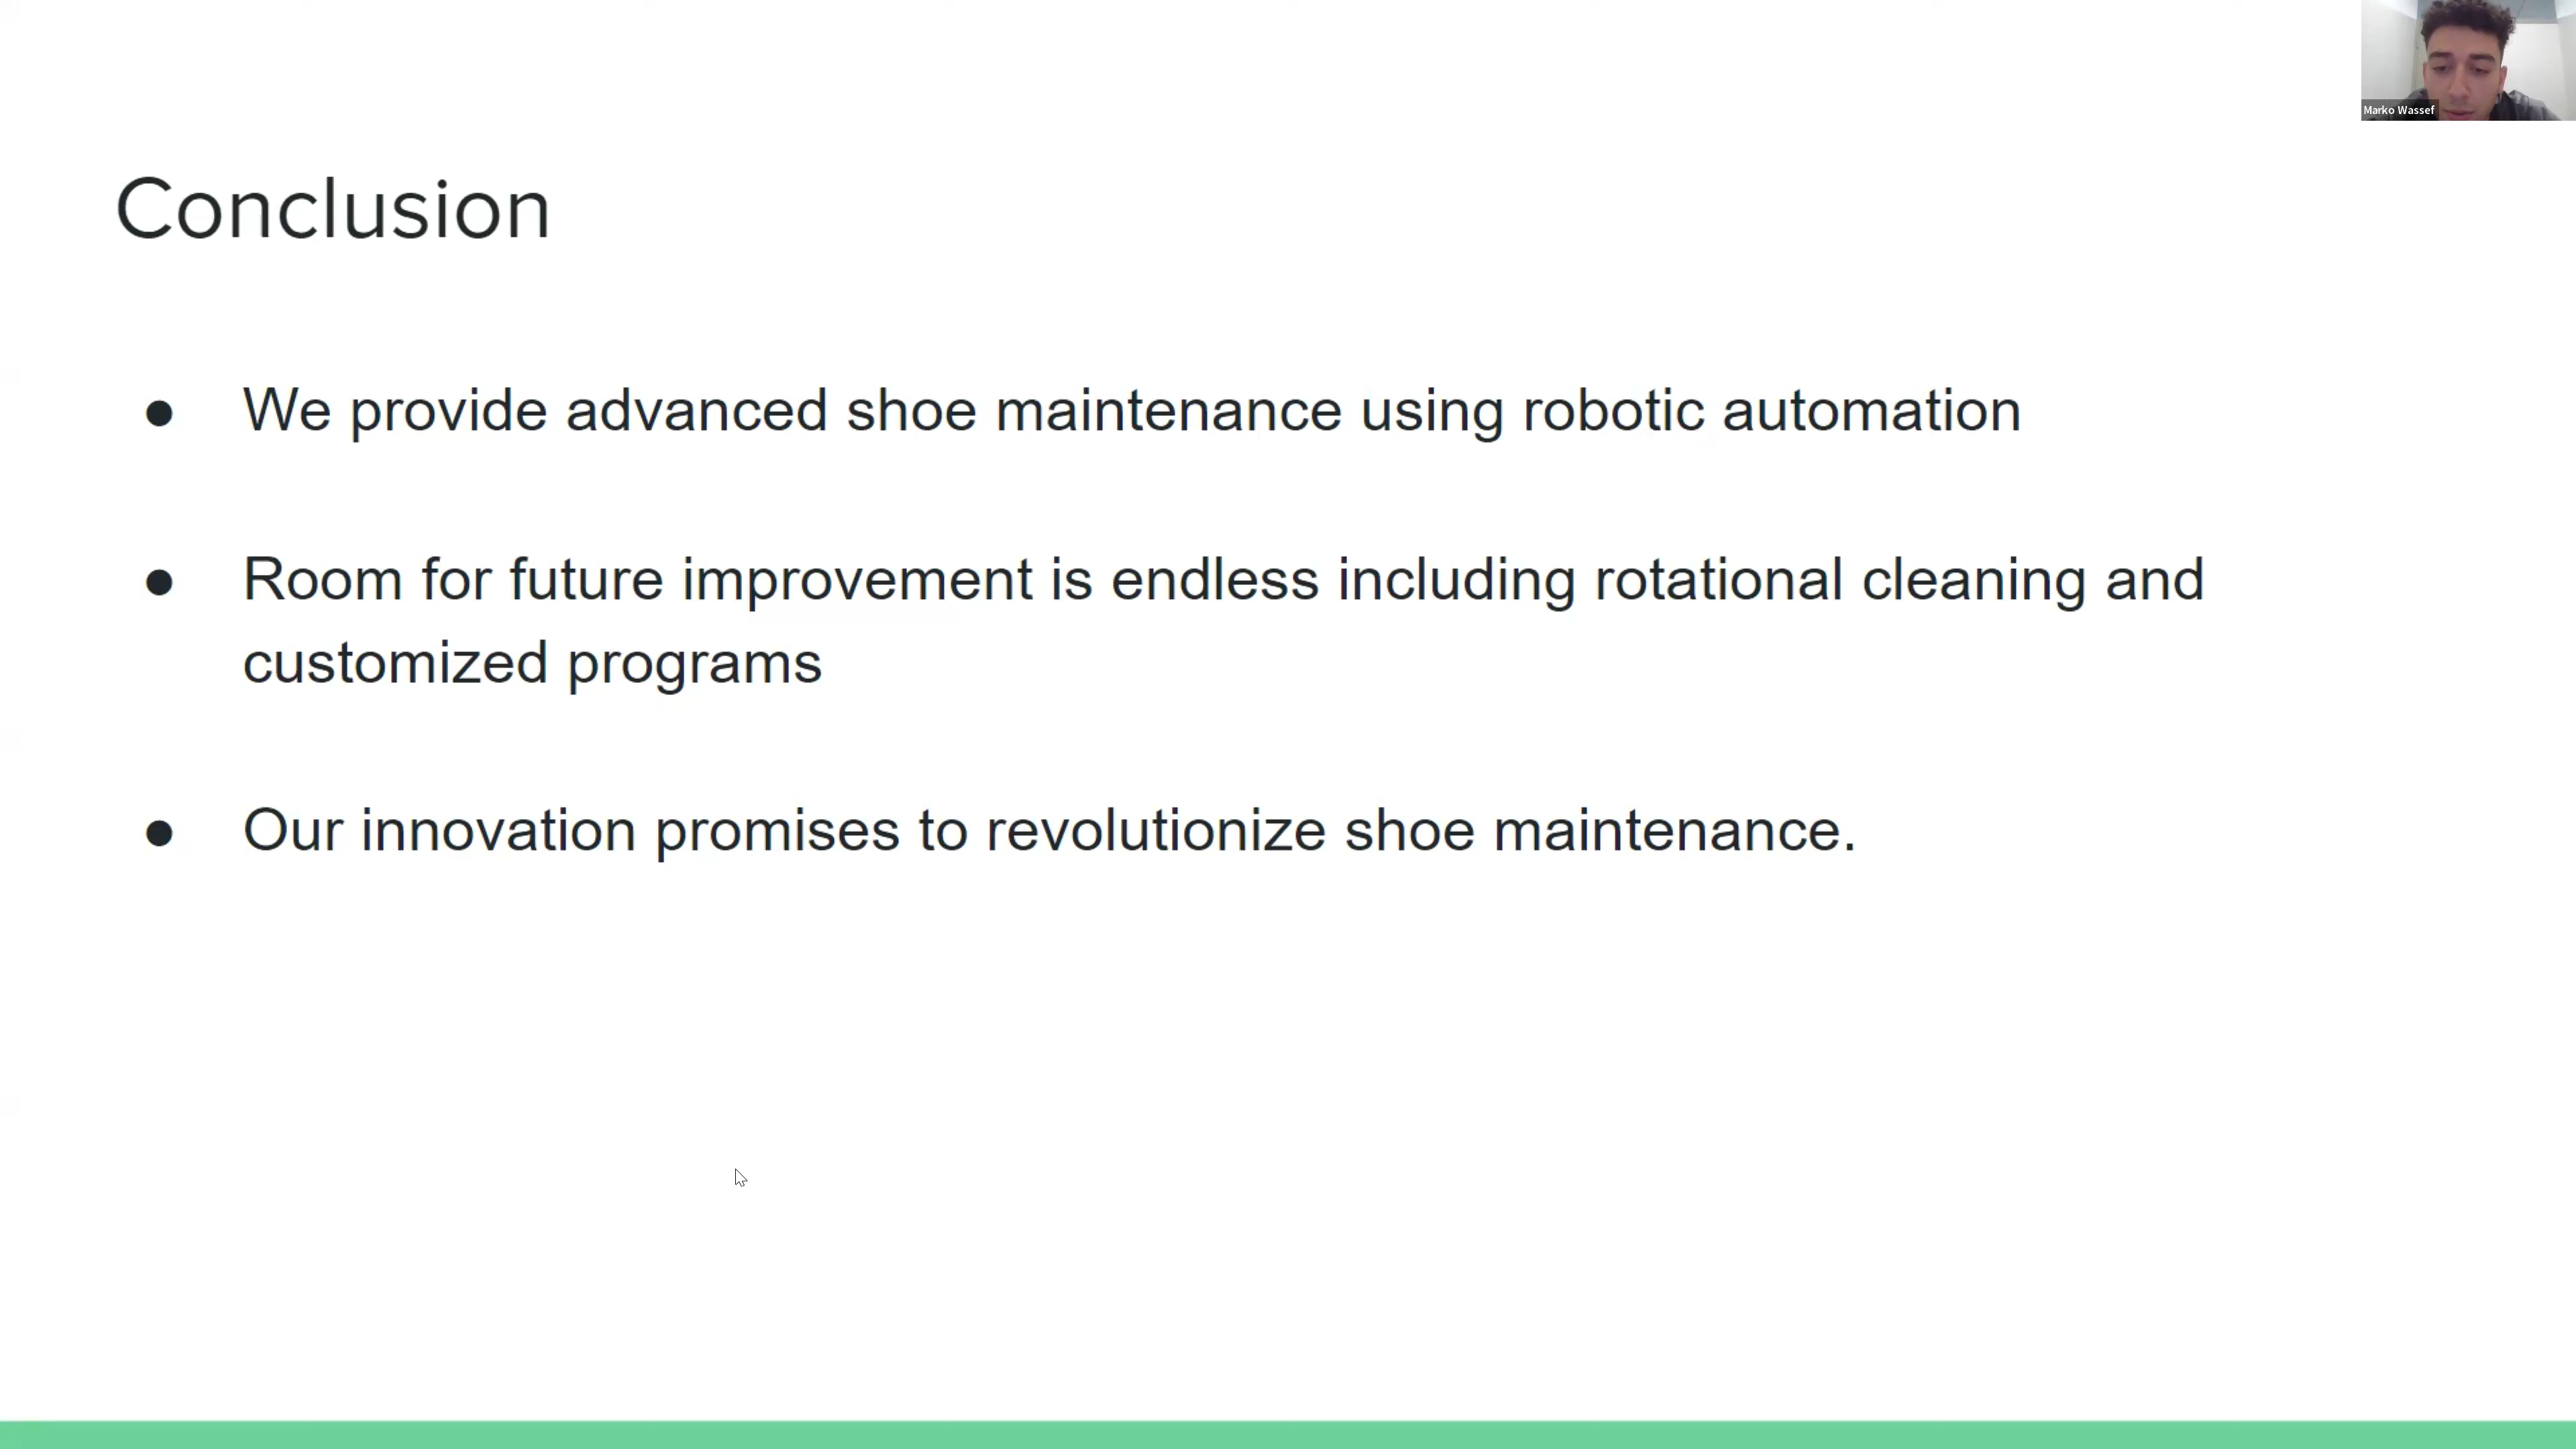 Marko Wassef
Conclusion
● We provide advanced shoe maintenance using robotic automation
● Room for future improvement is endless including rotational cleaning and
customized programs
● Our innovation promises to revolutionize shoe maintenance.